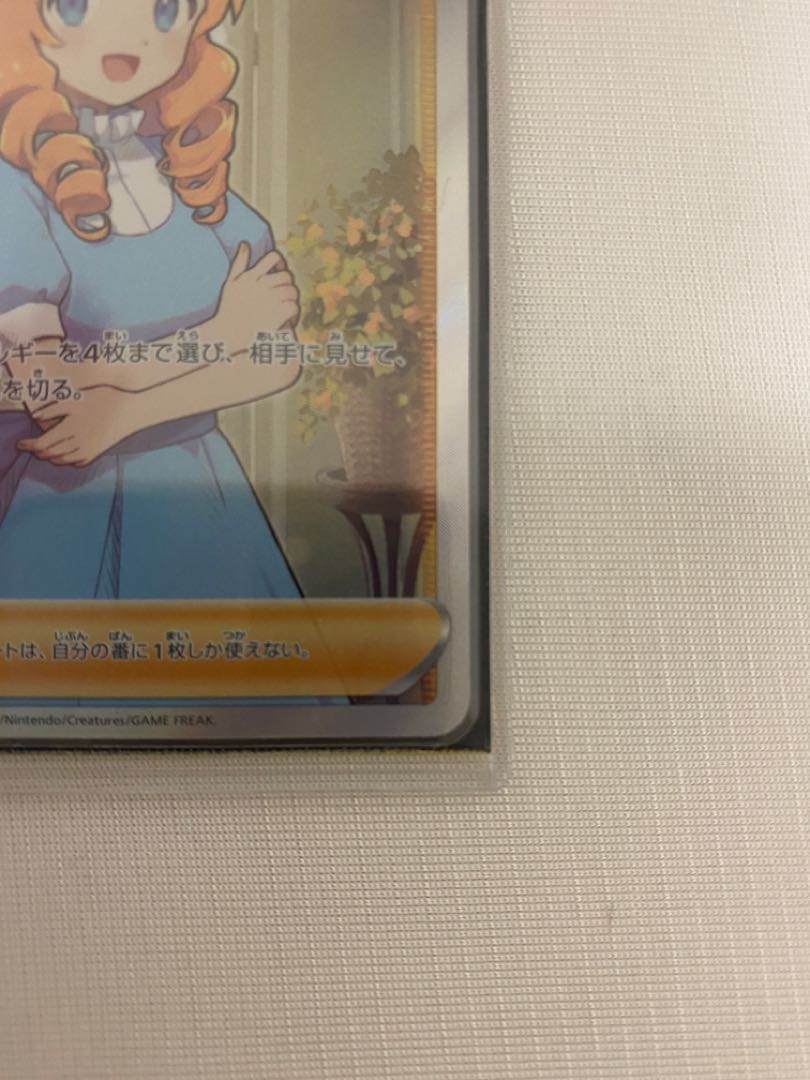 ルギーを4枚まで選び、相手に見せて、
を切る。
トは、自分の番に1枚しか使えない。
/Nintendo/Creatures/GAME FREAK.